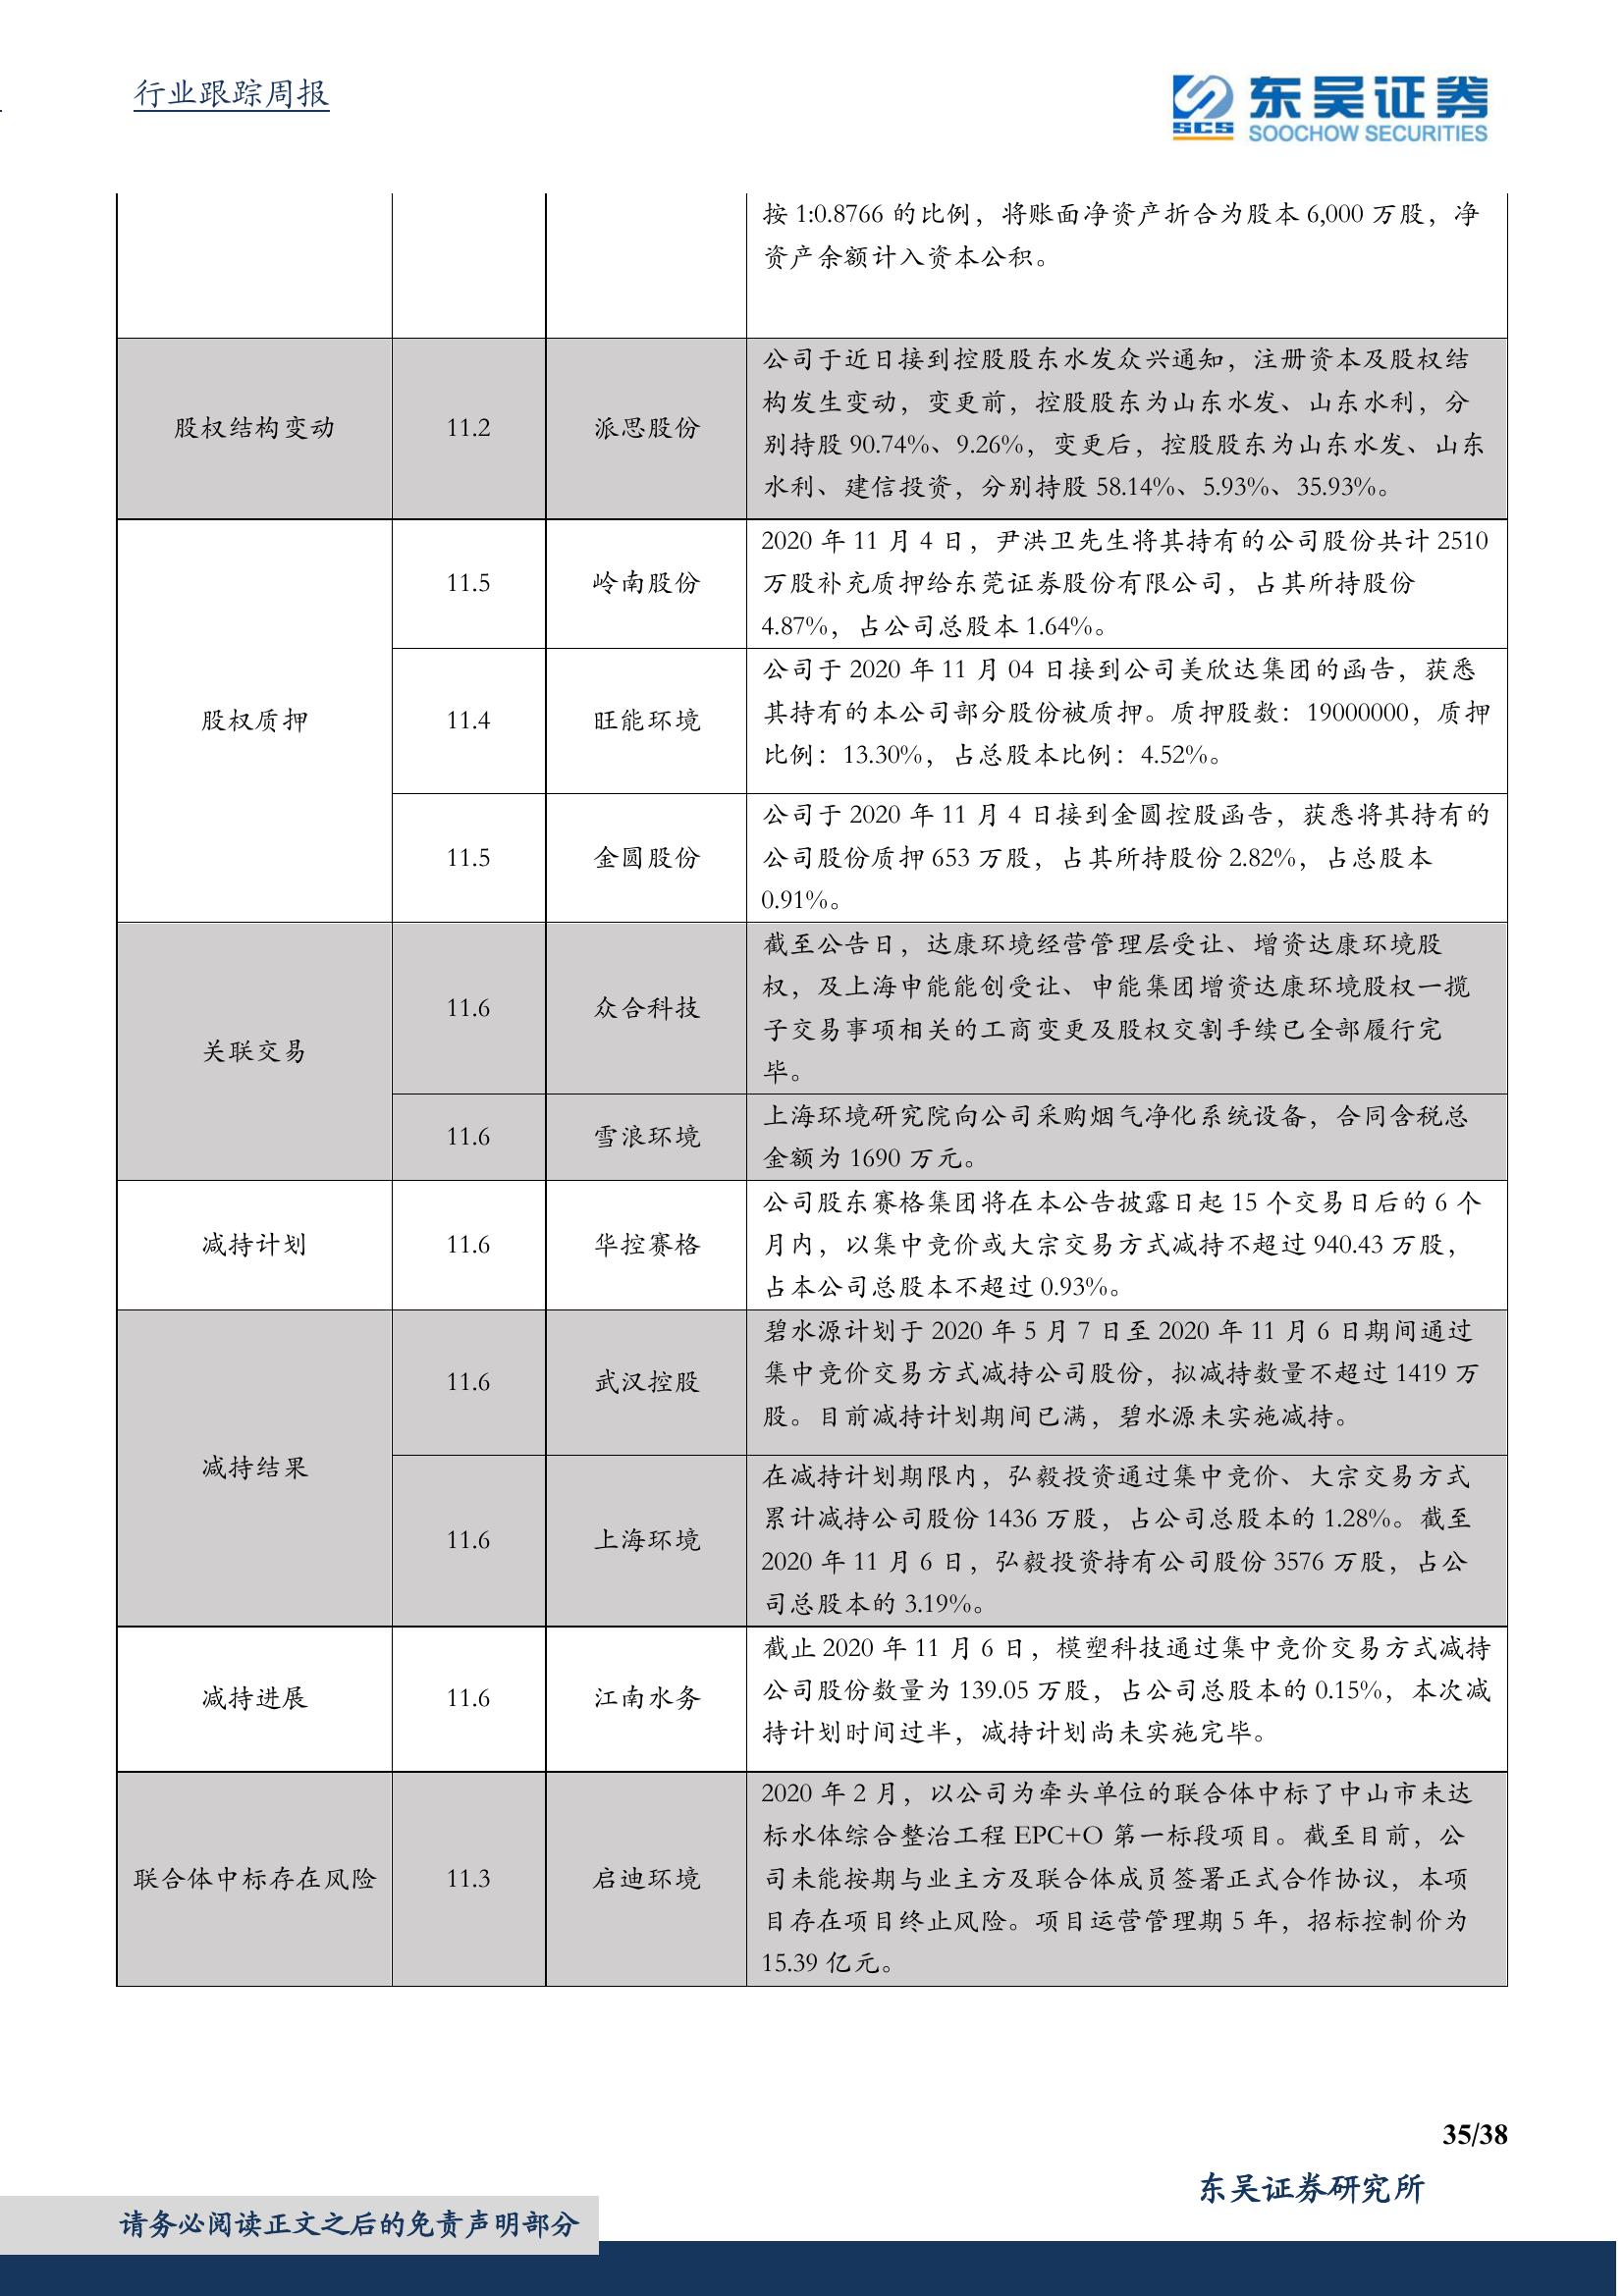 行业跟踪周报
SCS
东吴证券
SOOCHOW SECURITIES
按 1:0.8766 的比例，将账面净资产折合为股本 6,000 万股，净
资产余额计入资本公积。
股权结构变动
11.2
派思股份
公司于近日接到控股股东水发众兴通知，注册资本及股权结
构发生变动，变更前，控股股东为山东水发、山东水利，分
别持股 90.74%、9.26%，变更后，控股股东为山东水发、山东
水利、建信投资，分别持股 58.14%、5.93%、35.93%。
股权质押
11.5
岭南股份
2020 年 11 月 4 日，尹洪卫先生将其持有的公司股份共计 2510
万股补充质押给东莞证券股份有限公司，占其所持股份
4.87%，占公司总股本 1.64%。
11.4
旺能环境
公司于 2020 年 11 月 04 日接到公司美欣达集团的函告，获悉
其持有的本公司部分股份被质押。质押股数：19000000，质押
比例：13.30%，占总股本比例：4.52%。
11.5
金圆股份
公司于 2020 年 11 月 4 日接到金圆控股函告，获悉将其持有的
公司股份质押 653 万股，占其所持股份 2.82%，占总股本
0.91%。
关联交易
11.6
众合科技
截至公告日，达康环境经营管理层受让、增资达康环境股
权，及上海申能能创受让、申能集团增资达康环境股权一揽
子交易事项相关的工商变更及股权交割手续已全部履行完
毕。
11.6
雪浪环境
上海环境研究院向公司采购烟气净化系统设备，合同含税总
金额为 1690 万元。
减持计划
11.6
华控赛格
公司股东赛格集团将在本公告披露日起 15 个交易日后的 6 个
月内，以集中竞价或大宗交易方式减持不超过 940.43 万股，
占本公司总股本不超过 0.93%。
减持结果
11.6
武汉控股
碧水源计划于 2020 年 5 月 7 日至 2020 年 11 月 6 日期间通过
集中竞价交易方式减持公司股份，拟减持数量不超过 1419 万
股。目前减持计划期间已满，碧水源未实施减持。
11.6
上海环境
在减持计划期限内，弘毅投资通过集中竞价、大宗交易方式
累计减持公司股份 1436 万股，占公司总股本的 1.28%。截至
2020 年 11 月 6 日，弘毅投资持有公司股份 3576 万股，占公
司总股本的 3.19%。
减持进展
11.6
江南水务
截止 2020 年 11 月 6 日，模塑科技通过集中竞价交易方式减持
公司股份数量为 139.05 万股，占公司总股本的 0.15%，本次减
持计划时间过半，减持计划尚未实施完毕。
联合体中标存在风险
11.3
启迪环境
2020 年 2 月，以公司为牵头单位的联合体中标了中山市未达
标水体综合整治工程 EPC+O 第一标段项目。截至目前，公
司未能按期与业主方及联合体成员签署正式合作协议，本项
目存在项目终止风险。项目运营管理期 5 年，招标控制价为
15.39 亿元。
35/38
东吴证券研究所
请务必阅读正文之后的免责声明部分